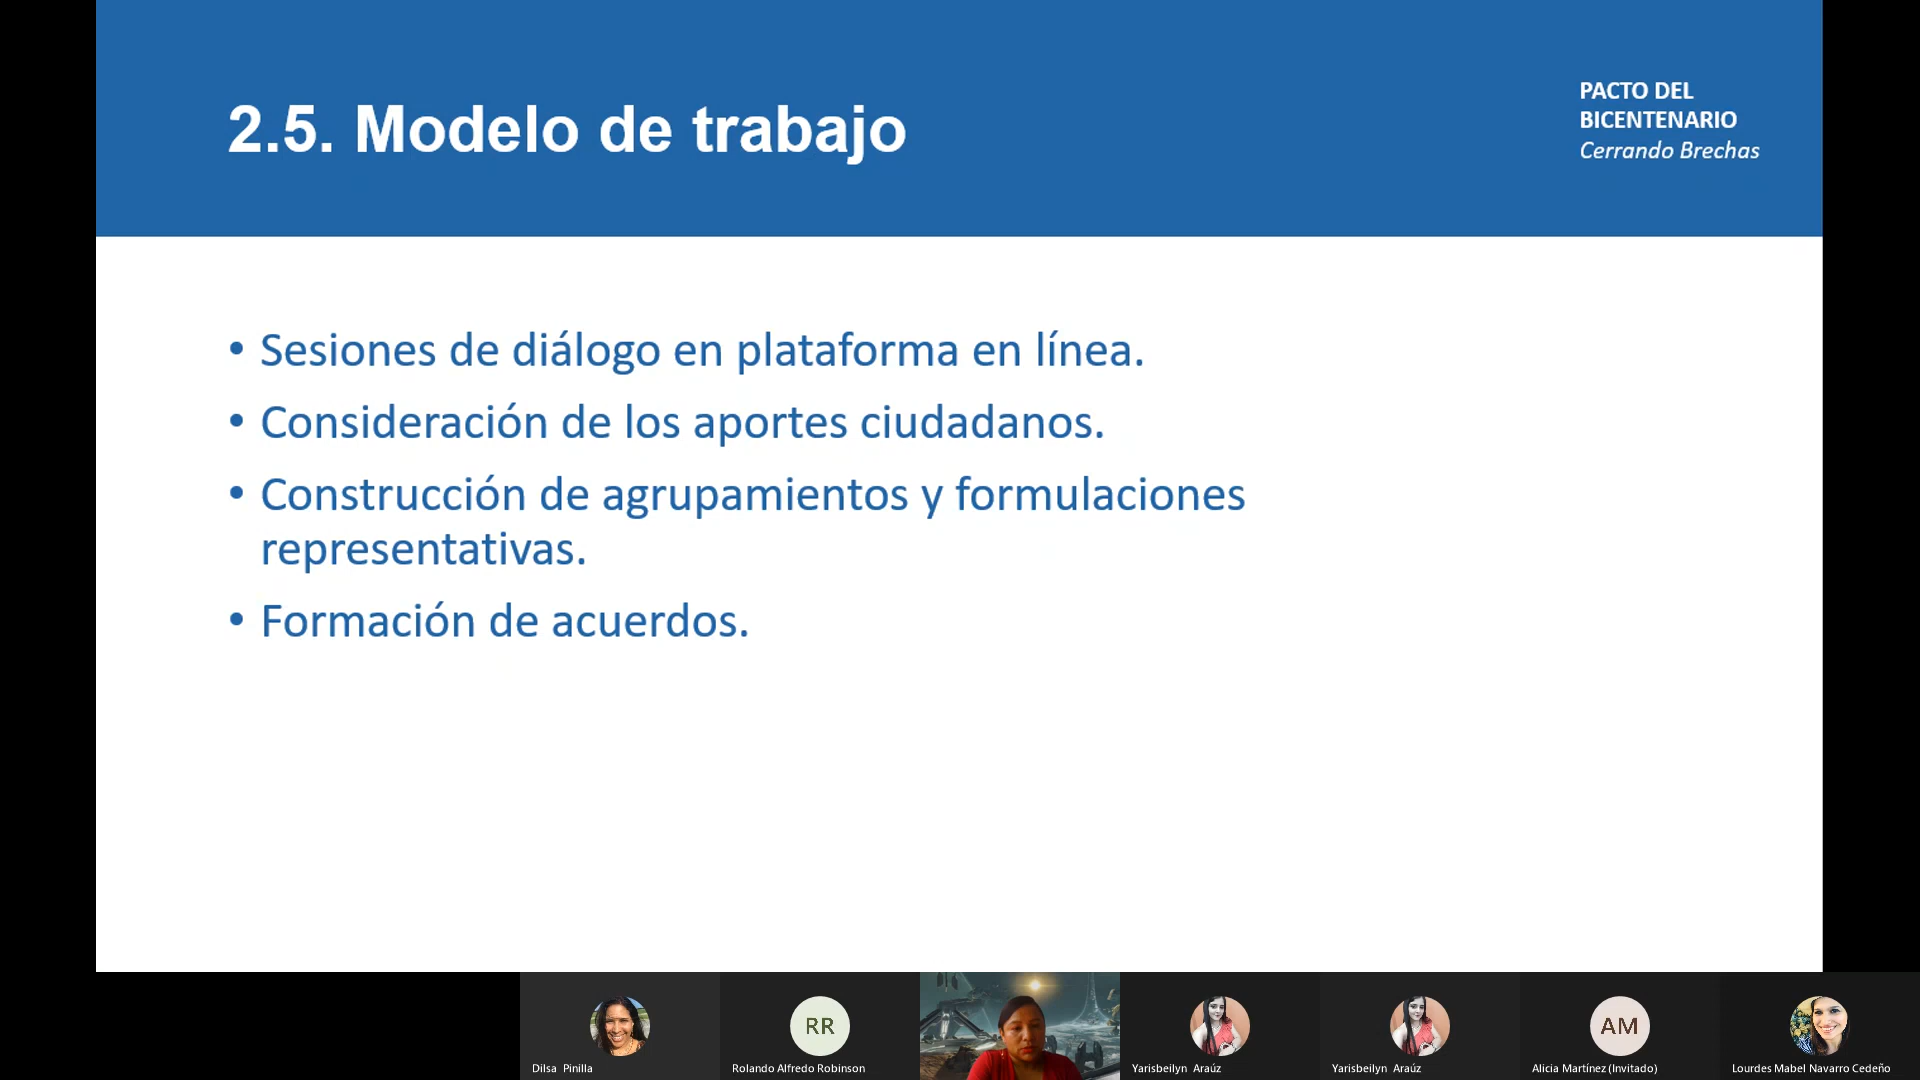 2.5. Modelo de trabajo
PACTO DEL
BICENTENARIO
Cerrando Brechas
• Sesiones de diálogo en plataforma en línea.
• Consideración de los aportes ciudadanos.
• Construcción de agrupamientos y formulaciones
representativas.
• Formación de acuerdos.
RR
AM
Dilsa Pinilla
Rolando Alfredo Robinson
Yarisbeilyn Araúz
Yarisbeilyn Araúz
Alicia Martínez (Invitado)
Lourdes Mabel Navarro Cedeño